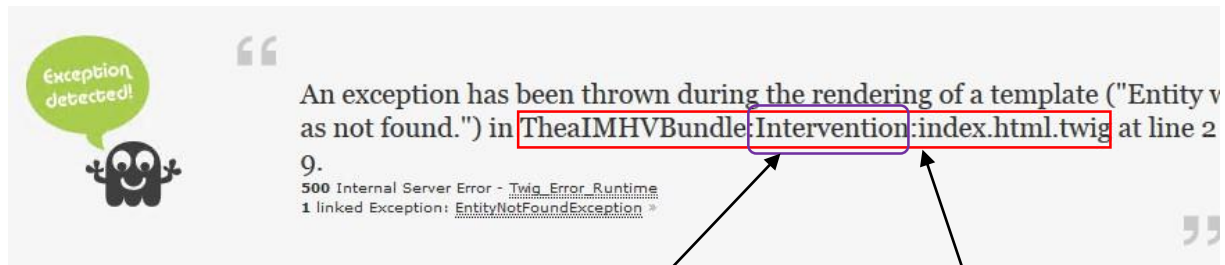 Exception
detected!
An exception has been thrown during the rendering of a template ("Entity w
as not found.") in TheaIMHVBundle:Intervention:index.html.twig at line 2
9.
500 Internal Server Error - Twig_Error_Runtime
1 linked Exception: EntityNotFoundException »